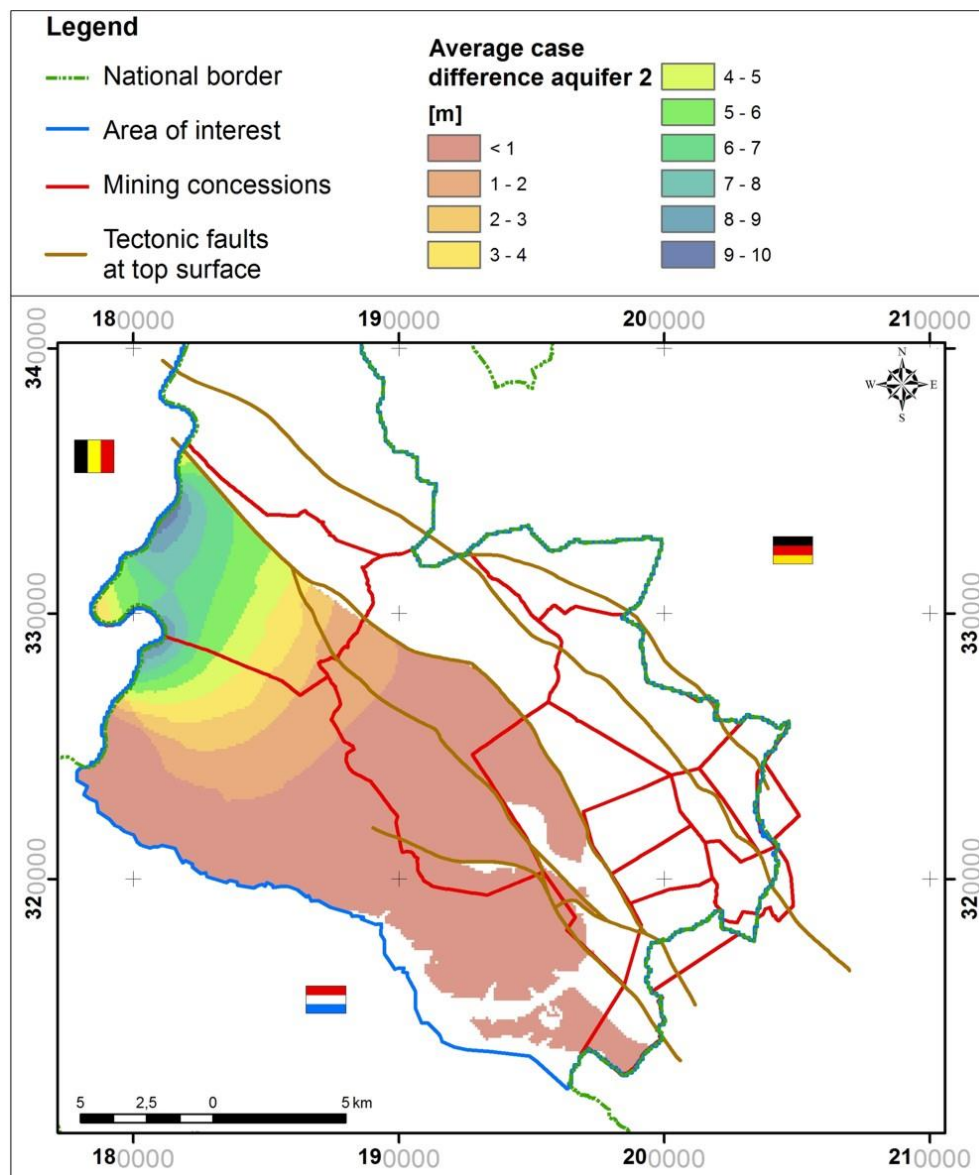 Legend
National border
Area of interest
Mining concessions
Tectonic faults
at top surface
Average case
difference aquifer 2
[m]
< 1
1 - 2
2 - 3
3 - 4
4 - 5
5 - 6
6 - 7
7 - 8
8 - 9
9 - 10
180000
190000
200000
210000
340000
340000
N
W
E
S
330000
330000
320000
320000
5
2,5
0
5 km
180000
190000
200000
210000